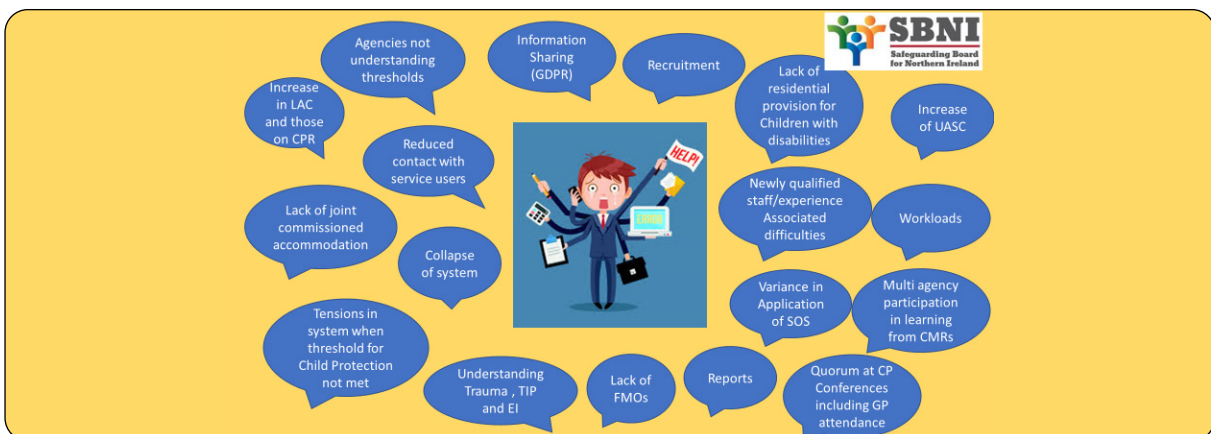 Agencies not
understanding
thresholds
Information
Sharing
(GDPR)
Recruitment
SBNI
Safeguarding Board
for Northern Ireland
Increase
in LAC
and those
on CPR
Lack of
residential
provision for
Children with
disabilities
Increase
of UASC
Reduced
contact with
service users
HELP!
ERROR
Newly qualified
staff/experience
Associated
difficulties
Workloads
Lack of joint
commissioned
accommodation
Collapse
of system
Variance in
Application
of SOS
Multi agency
participation
in learning
from CMRs
Tensions in
system when
threshold for
Child Protection
not met
Understanding
Trauma , TIP
and EI
Lack of
FMOs
Reports
Quorum at CP
Conferences
including GP
attendance